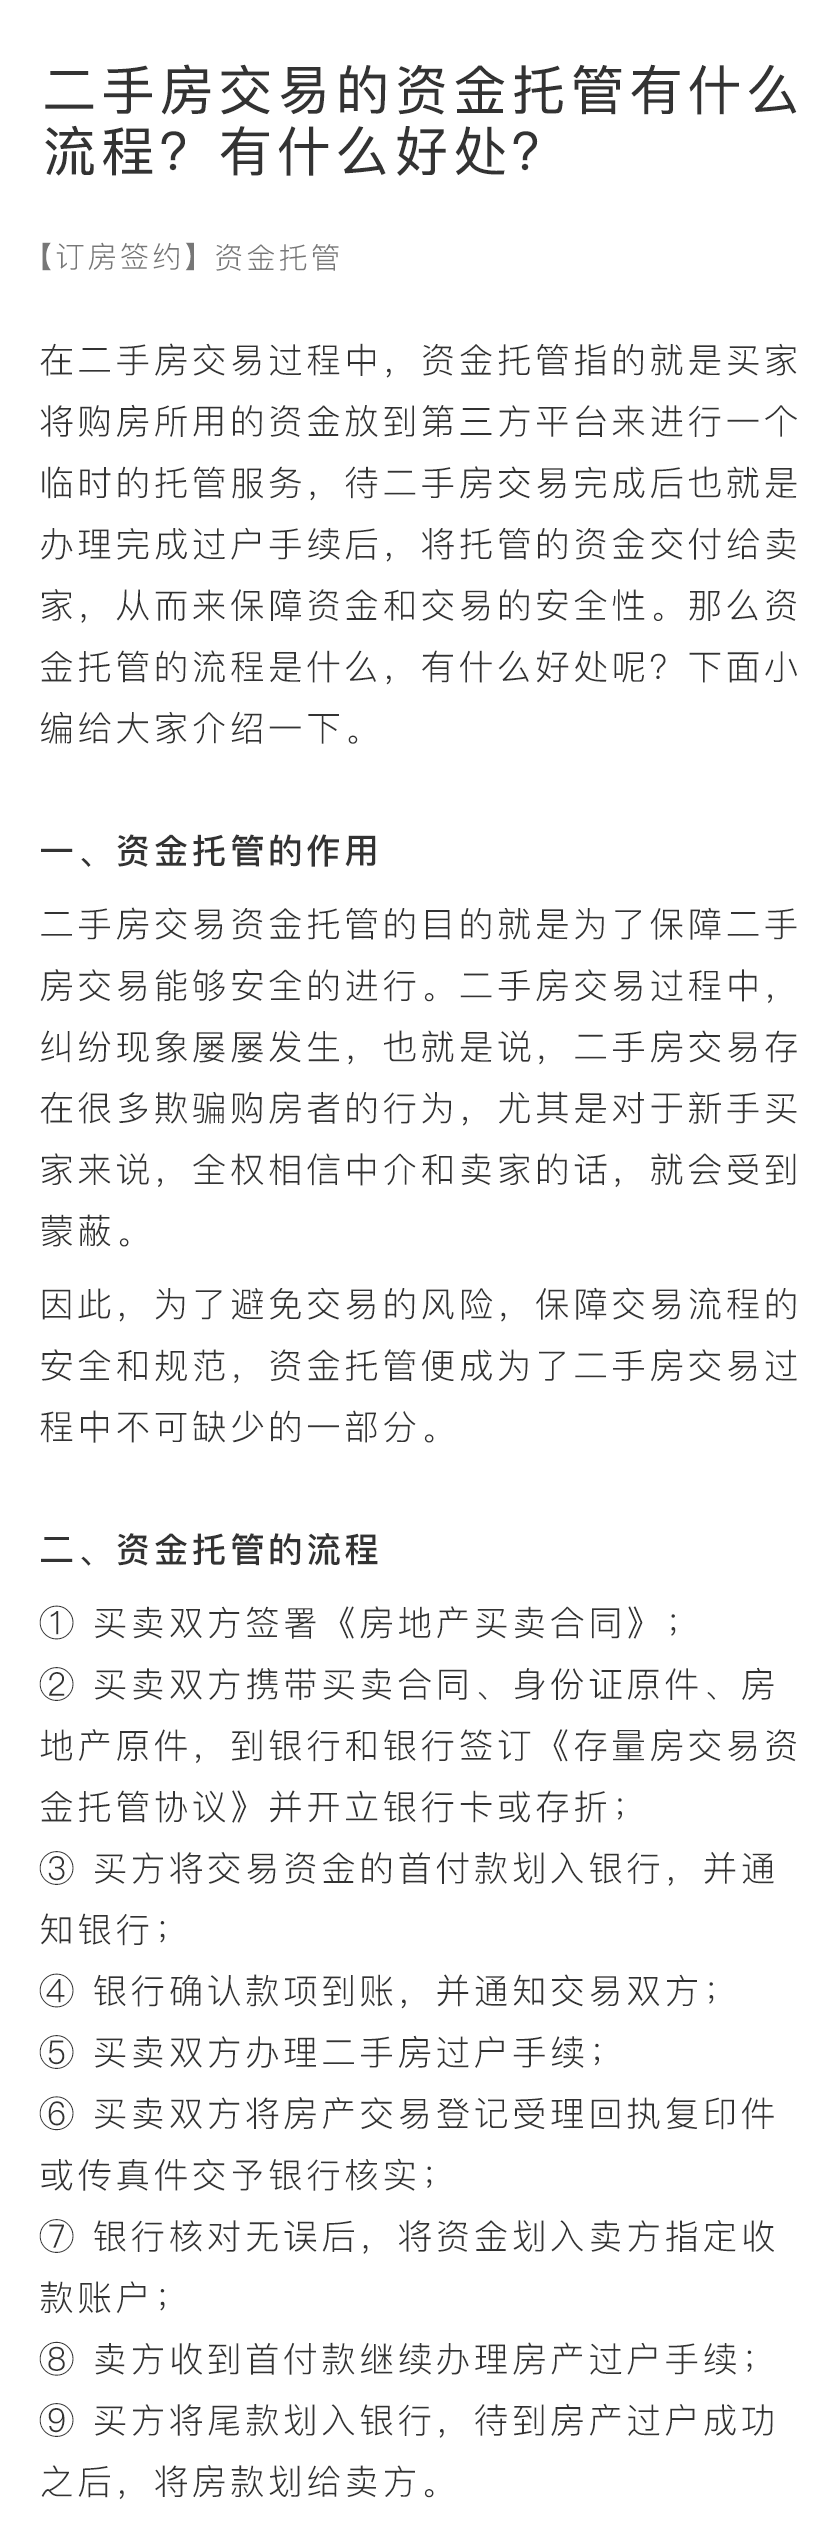 二手房交易的资金托管有什么
流程？有什么好处？
【订房签约】资金托管
在二手房交易过程中，资金托管指的就是买家
将购房所用的资金放到第三方平台来进行一个
临时的托管服务，待二手房交易完成后也就是
办理完成过户手续后，将托管的资金交付给卖
家，从而来保障资金和交易的安全性。那么资
金托管的流程是什么，有什么好处呢？下面小
编给大家介绍一下。
一、资金托管的作用
二手房交易资金托管的目的就是为了保障二手
房交易能够安全的进行。二手房交易过程中，
纠纷现象屡屡发生，也就是说，二手房交易存
在很多欺骗购房者的行为，尤其是对于新手买
家来说，全权相信中介和卖家的话，就会受到
蒙蔽。
因此，为了避免交易的风险，保障交易流程的
安全和规范，资金托管便成为了二手房交易过
程中不可缺少的一部分。
二、资金托管的流程
① 买卖双方签署《房地产买卖合同》；
② 买卖双方携带买卖合同、身份证原件、房
地产原件，到银行和银行签订《存量房交易资
金托管协议》并开立银行卡或存折；
③ 买方将交易资金的首付款划入银行，并通
知银行；
④ 银行确认款项到账，并通知交易双方；
⑤ 买卖双方办理二手房过户手续；
⑥ 买卖双方将房产交易登记受理回执复印件
或传真件交予银行核实；
⑦ 银行核对无误后，将资金划入卖方指定收
款账户；
⑧ 卖方收到首付款继续办理房产过户手续；
⑨ 买方将尾款划入银行，待到房产过户成功
之后，将房款划给卖方。